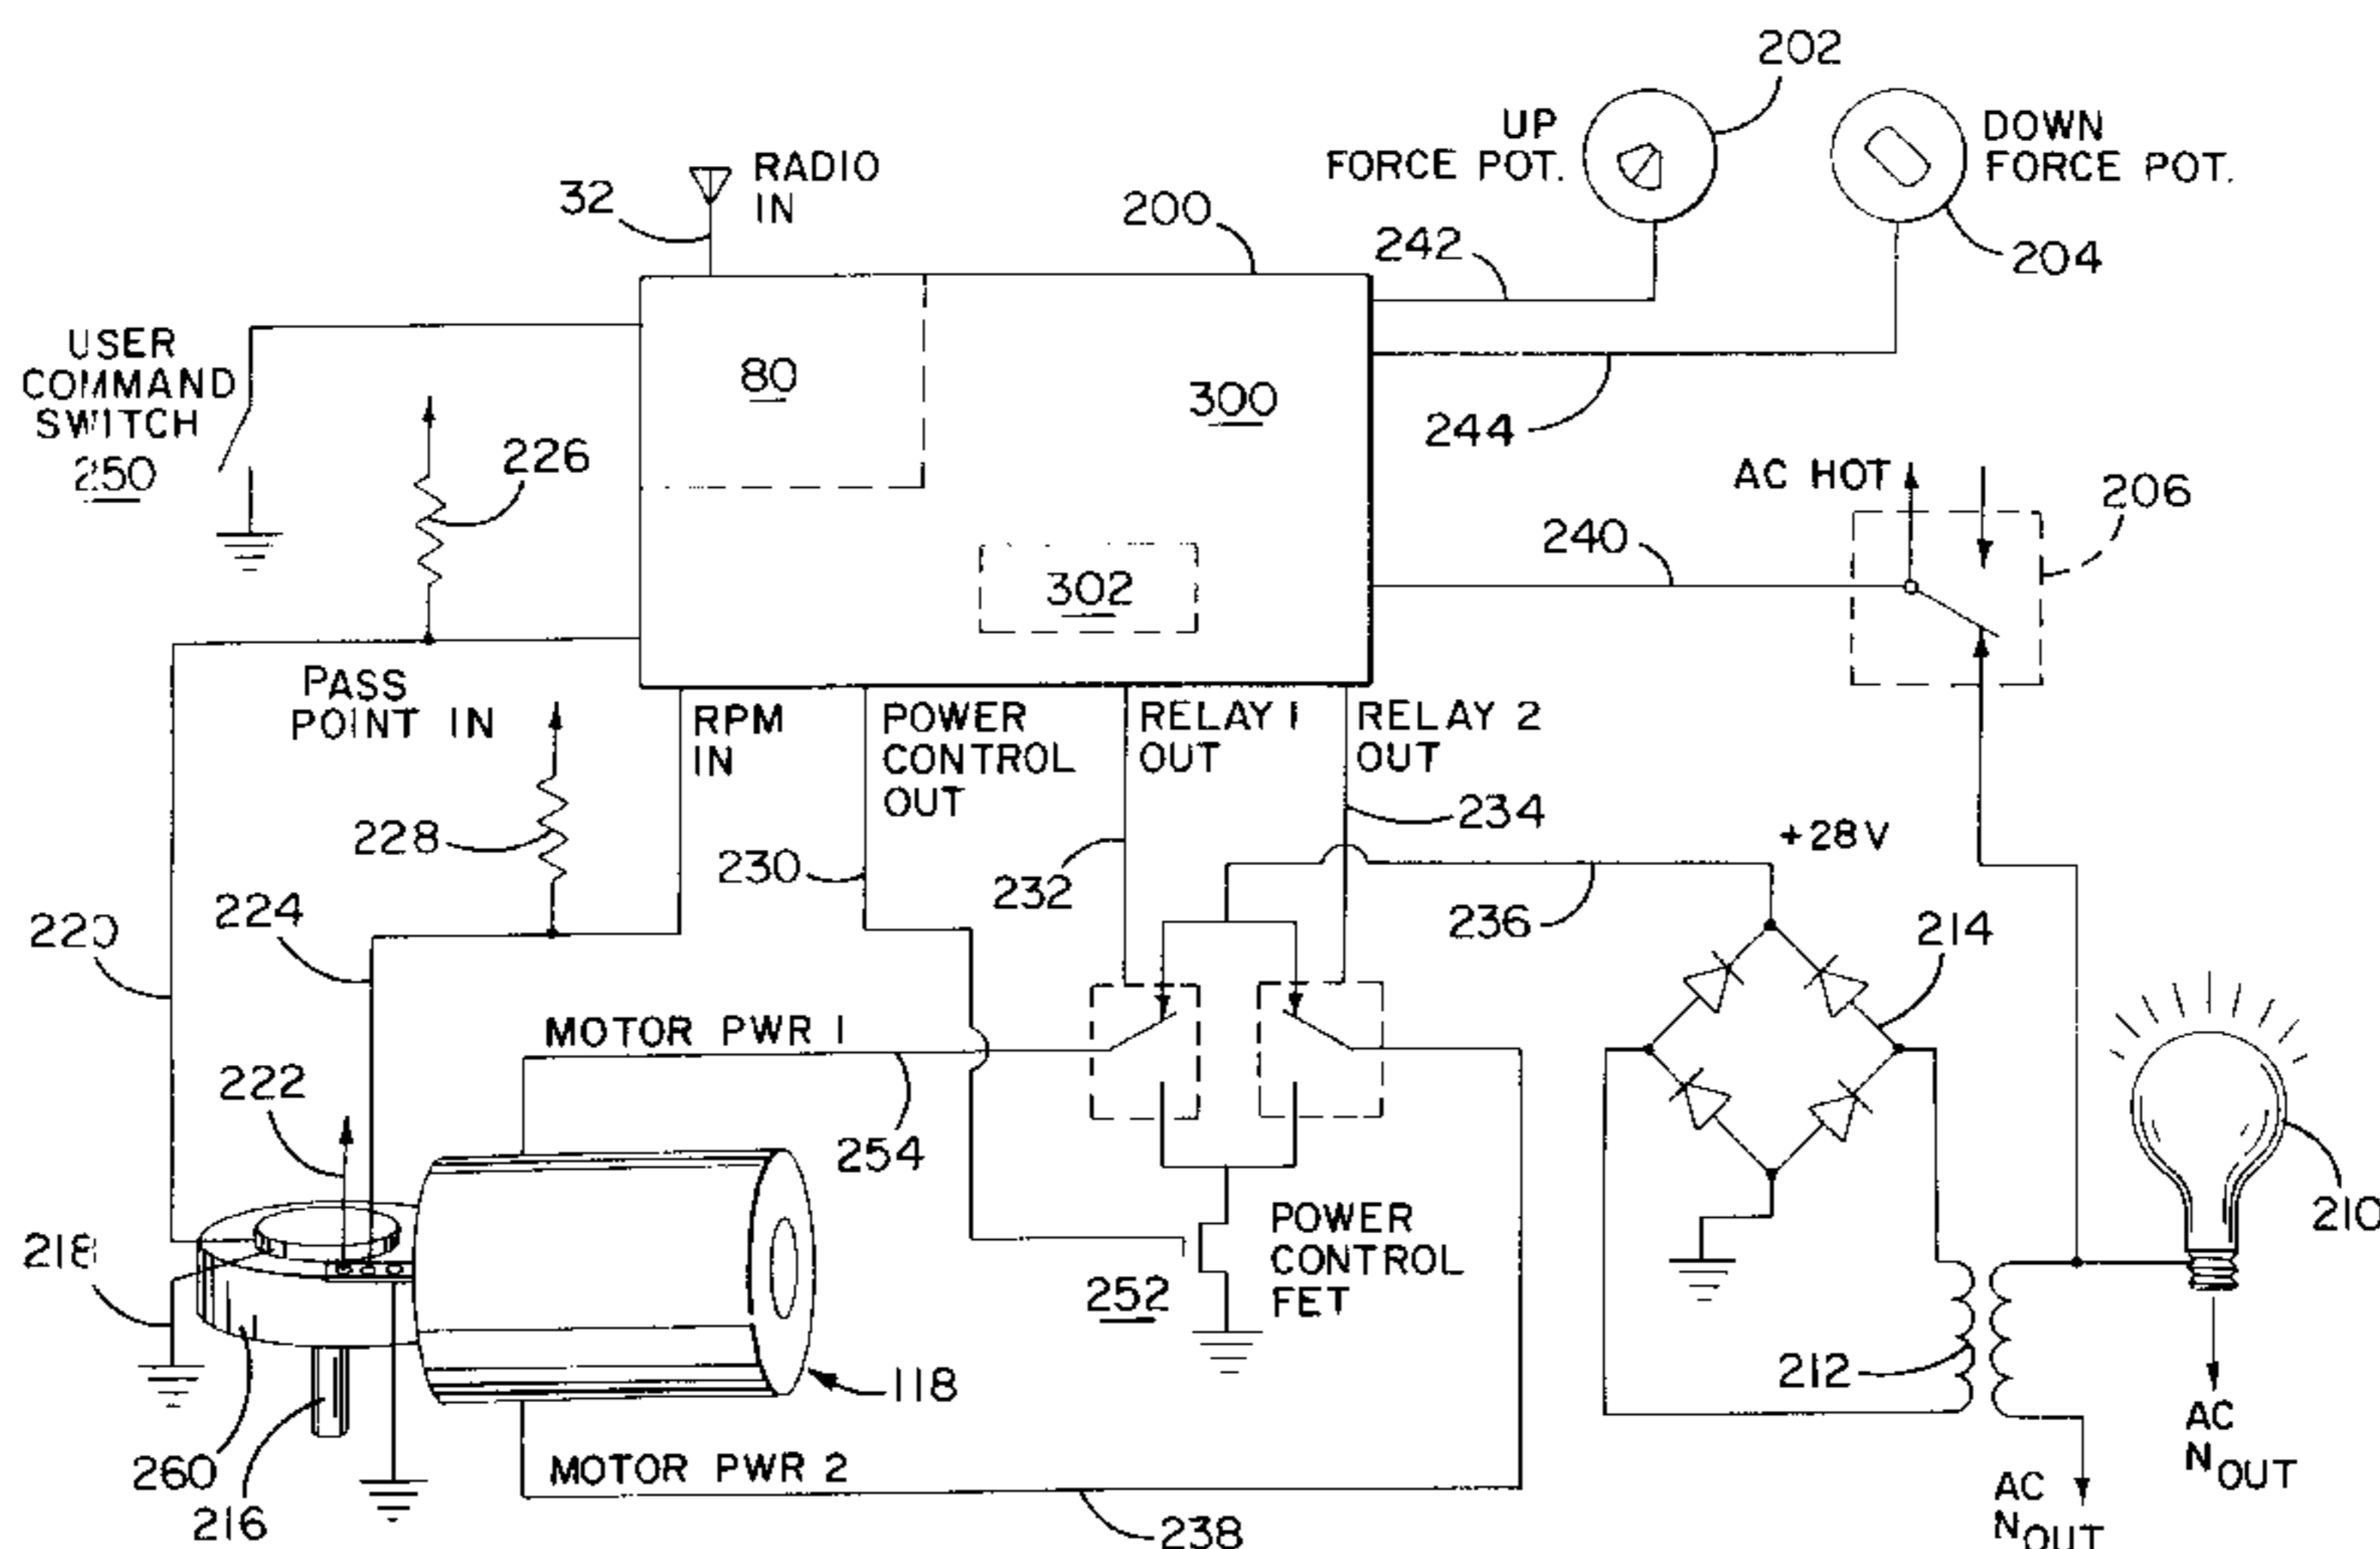 202
UP
FORCE POT.
DOWN
FORCE POT.
204
32
RADIO
IN
200
242
244
USER
COMMAND
SWITCH
250
226
80
300
302
AC HOT
206
240
PASS
POINT IN
RPM
IN
POWER
CONTROL
OUT
RELAY 1
OUT
RELAY 2
OUT
228
230
232
234
+28V
236
214
220
224
MOTOR PWR 1
222
254
218
252
POWER
CONTROL
FET
210
212
118
260
216
MOTOR PWR 2
238
AC
NOUT
AC
NOUT